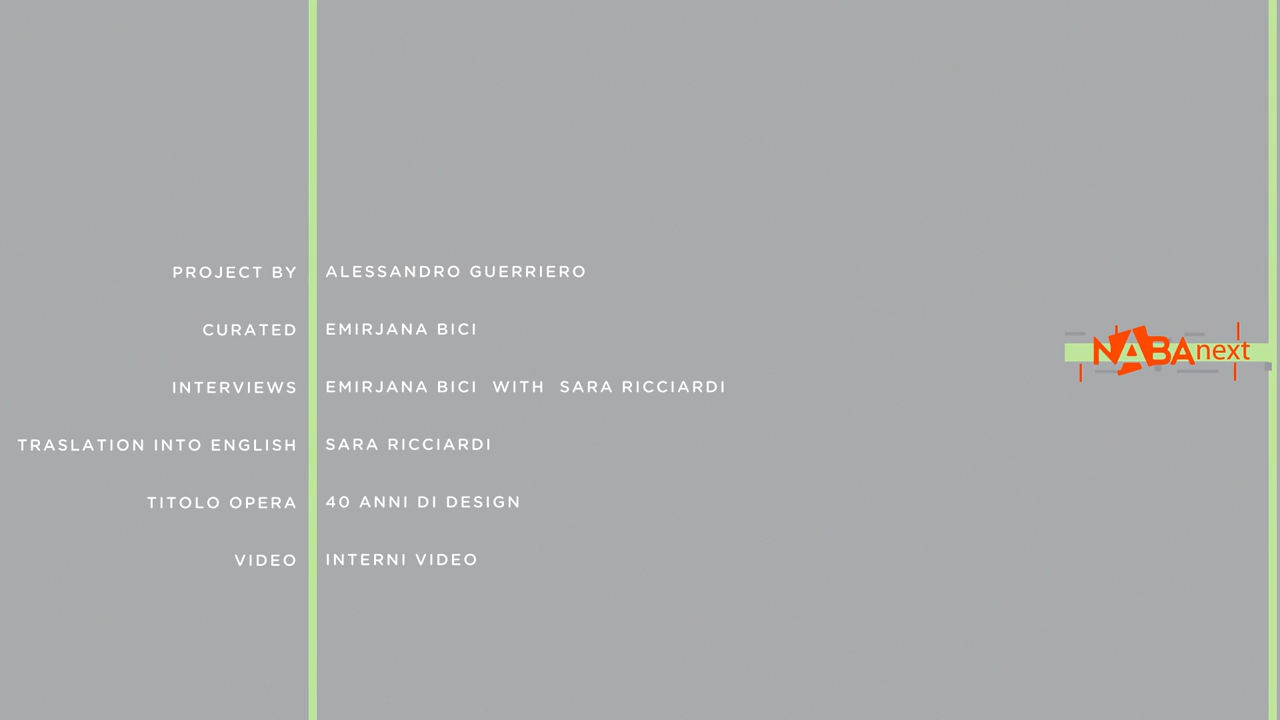 PROJECT BY ALESSANDRO GUERRIERO
CURATED EMIRJANA BICI
INTERVIEWS EMIRJANA BICI WITH SARA RICCIARDI
TRASLATION INTO ENGLISH SARA RICCIARDI
TITOLO OPERA 40 ANNI DI DESIGN
VIDEO INTERNI VIDEO
NABAnext